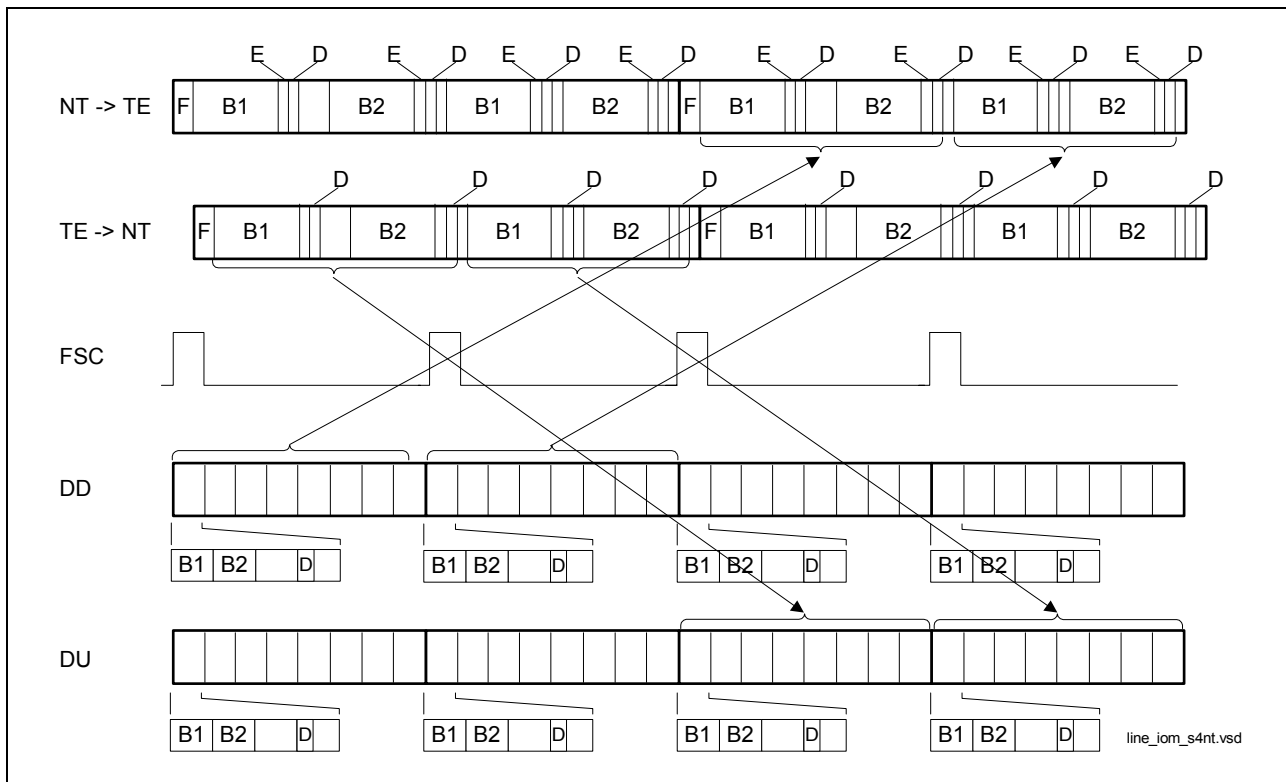 E D E D E D E D E D E D E D E D
NT -> TE F B1 B2 B1 B2 F B1 B2 B1 B2
D D D D D D D D
TE -> NT F B1 B2 B1 B2 F B1 B2 B1 B2
FSC
DD
B1 B2 D B1 B2 D B1 B2 D B1 B2 D
DU
B1 B2 D B1 B2 D B1 B2 D B1 B2 D
line_iom_s4nt.vsd